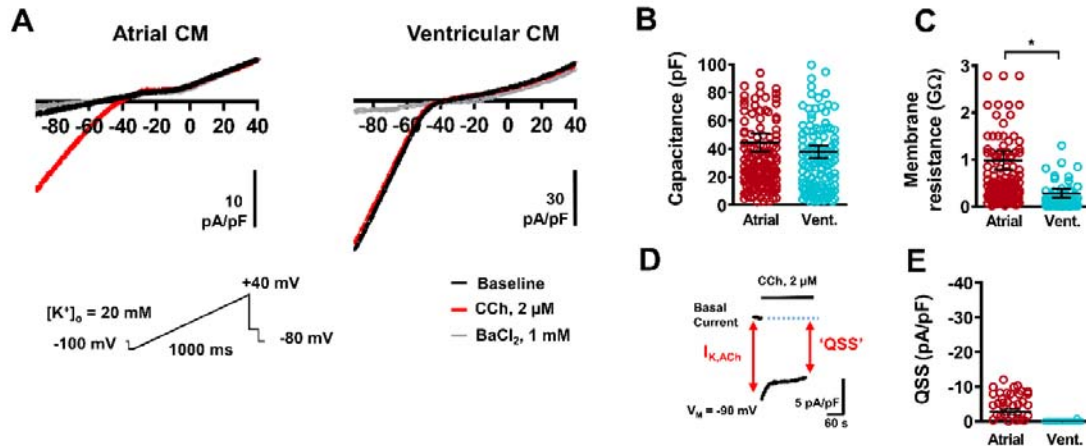 A
Atrial CM
Ventricular CM
-80 -60 -40 -20 0 20 40
-80 -60 -40 -20 0 20 40
10
pA/pF
30
pA/pF
[K⁺]ₒ = 20 mM
+40 mV
-100 mV
1000 ms
-80 mV
Baseline
CCh, 2 µM
BaCl₂, 1 mM
B
Capacitance (pF)
100
80
60
40
20
0
Atrial Vent.
C
Membrane
resistance (GΩ)
3
2
1
0
*
Atrial Vent.
D
CCh, 2 µM
Basal
Current
I_K,ACh
'QSS'
V_M = -90 mV
5 pA/pF
60 s
E
QSS (pA/pF)
-40
-30
-20
-10
0
Atrial Vent.